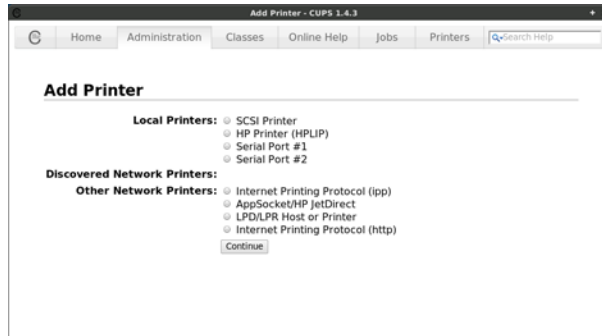 Add Printer - CUPS 1.4.3
Home Administration Classes Online Help Jobs Printers Search Help
Add Printer
Local Printers: SCSI Printer
HP Printer (HPLIP)
Serial Port #1
Serial Port #2
Discovered Network Printers:
Other Network Printers: Internet Printing Protocol (ipp)
AppSocket/HP JetDirect
LPD/LPR Host or Printer
Internet Printing Protocol (http)
Continue